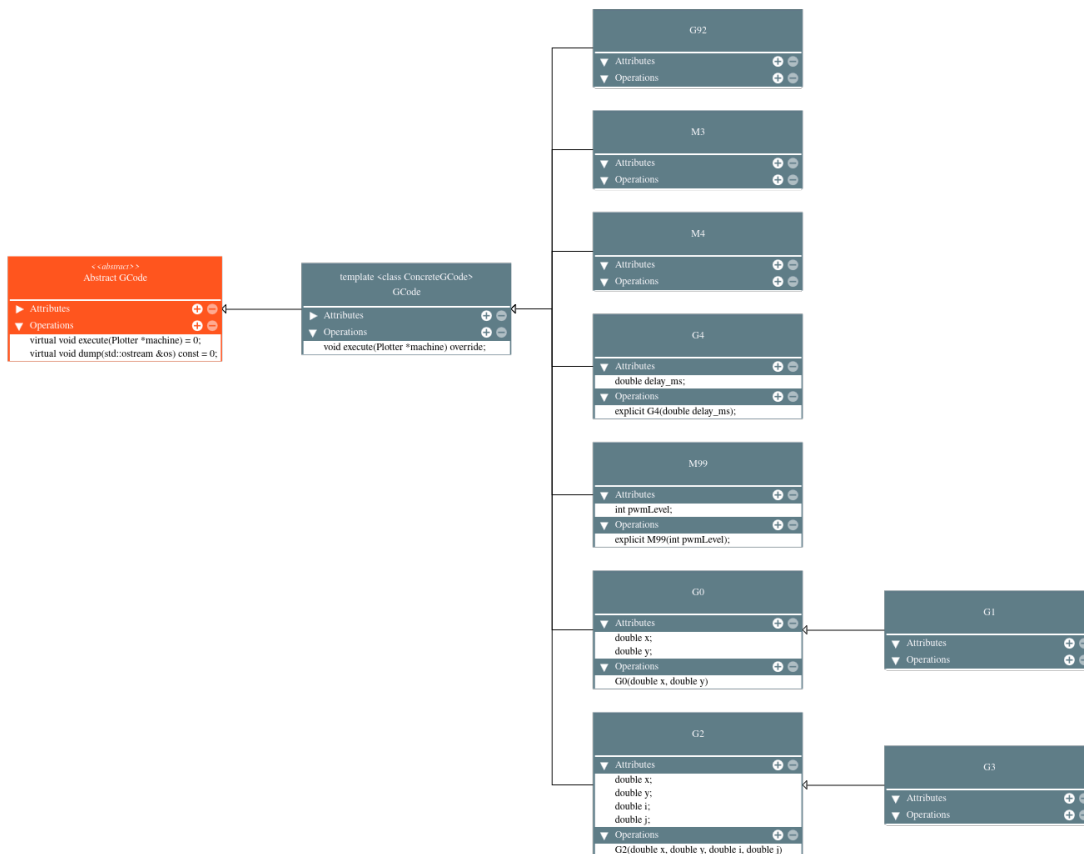 <<abstract>>
Abstract GCode
Attributes
Operations
virtual void execute(Plotter *machine) = 0;
virtual void dump(std::ostream &os) const = 0;
template <class ConcreteGCode>
GCode
Attributes
Operations
void execute(Plotter *machine) override;
G92
Attributes
Operations
M3
Attributes
Operations
M4
Attributes
Operations
G4
Attributes
double delay_ms;
Operations
explicit G4(double delay_ms);
M99
Attributes
int pwmLevel;
Operations
explicit M99(int pwmLevel);
G0
Attributes
double x;
double y;
Operations
G0(double x, double y)
G1
Attributes
Operations
G2
Attributes
double x;
double y;
double i;
double j;
Operations
G2(double x, double y, double i, double j)
G3
Attributes
Operations